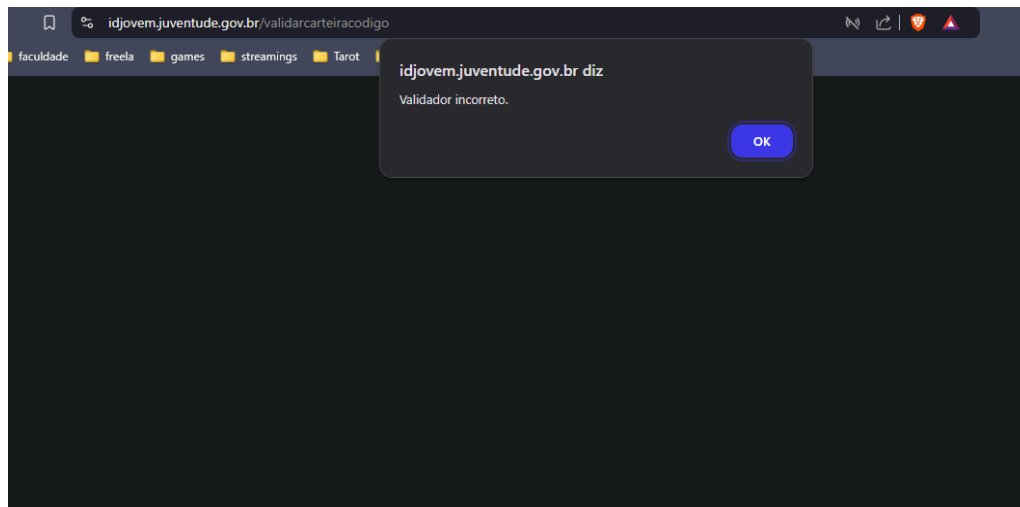 idjovem.juventude.gov.br/validarcarteiracodigo
faculdade freela games streamings Tarot
idjovem.juventude.gov.br diz
Validador incorreto.
OK